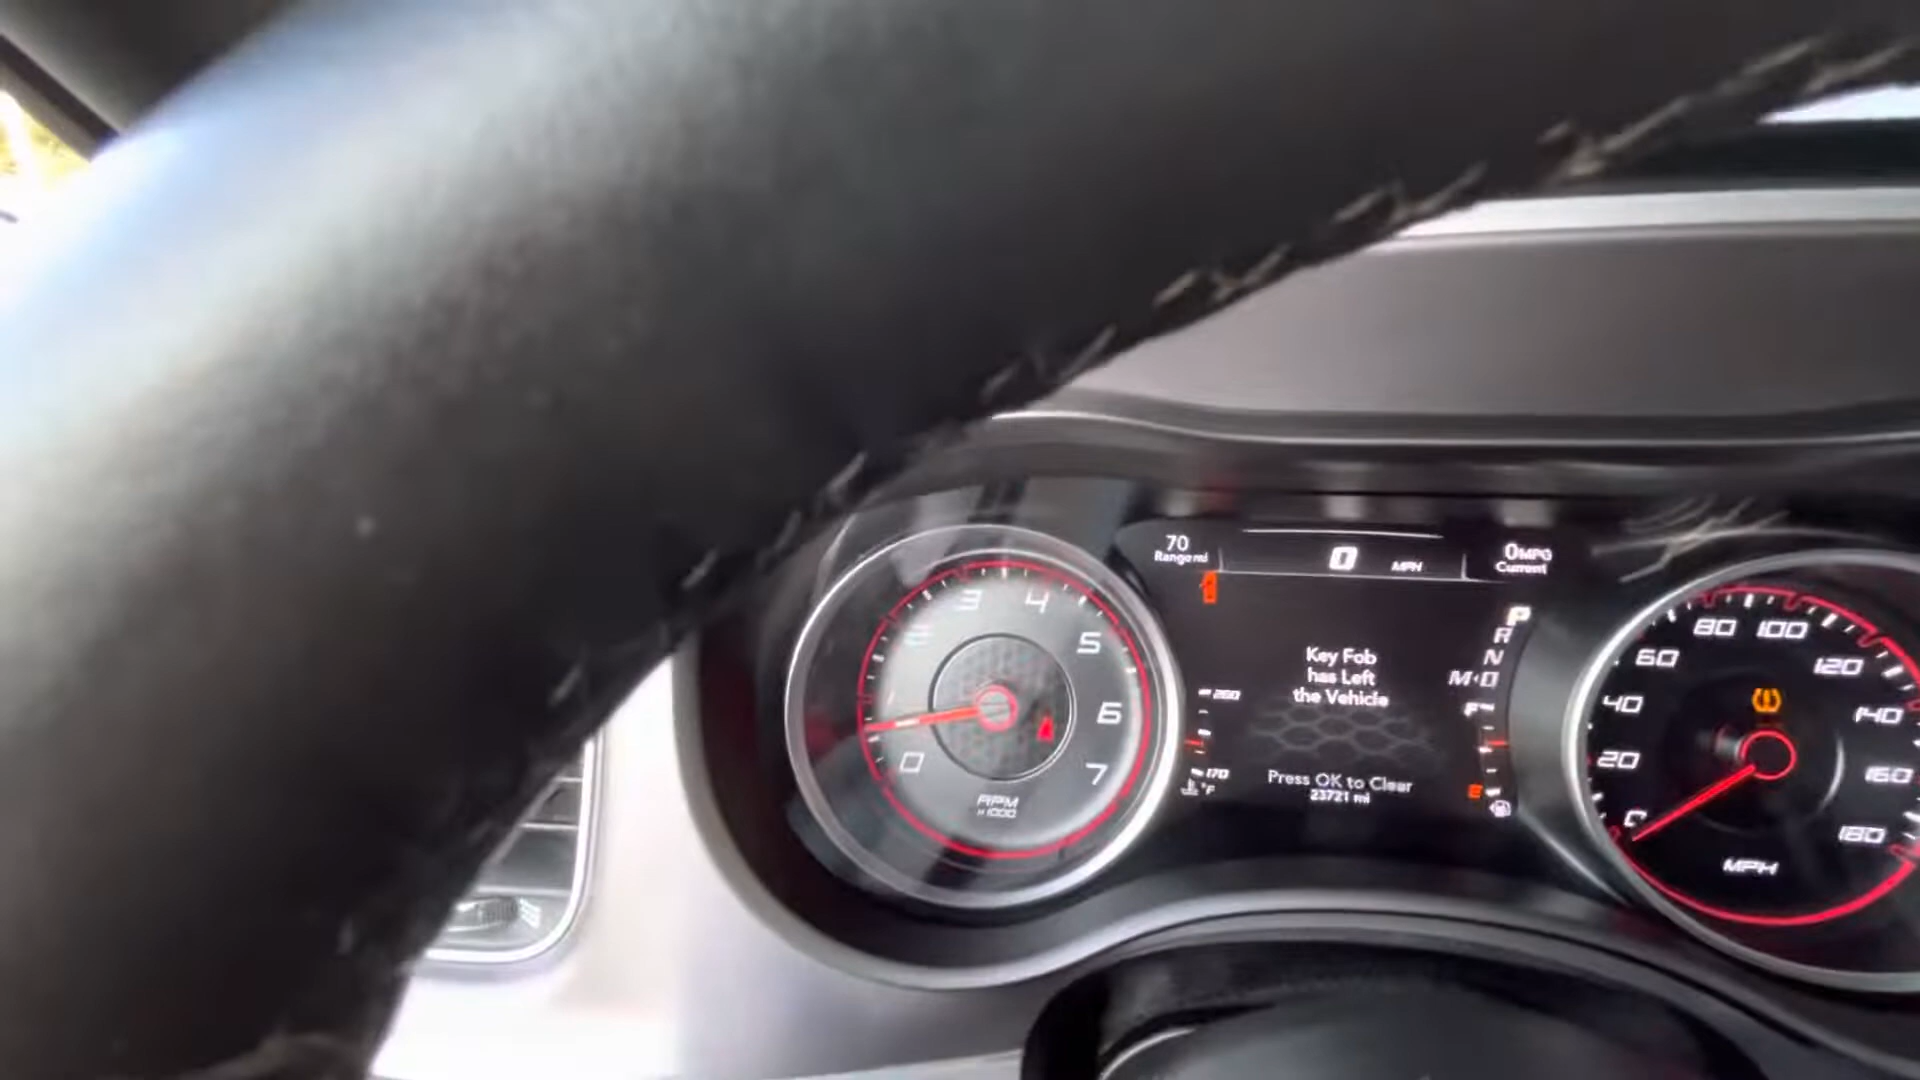 70
Range mi
0 MPH
0MPG
Current
P
R
N
M D
Key Fob
has Left
the Vehicle
Press OK to Clear
23721 mi
260
170
°F
F
E
0
2
3
4
5
6
7
RPM
x1000
0
20
40
60
80
100
120
140
160
180
MPH